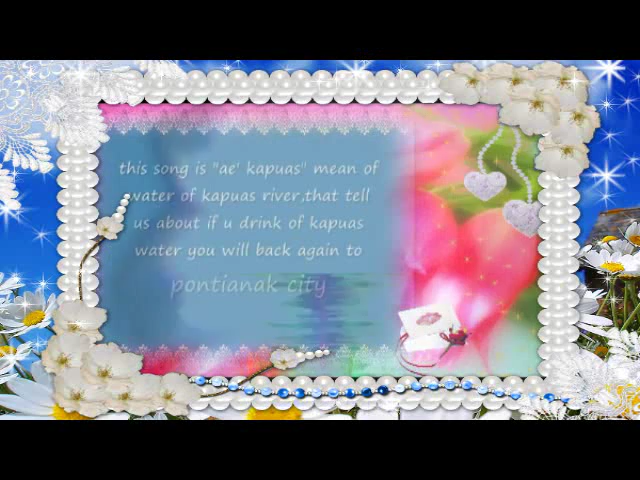 this song is "ae' kapuas" mean of
water of kapuas river,that tell
us about if u drink of kapuas
water you will back again to
pontianak city